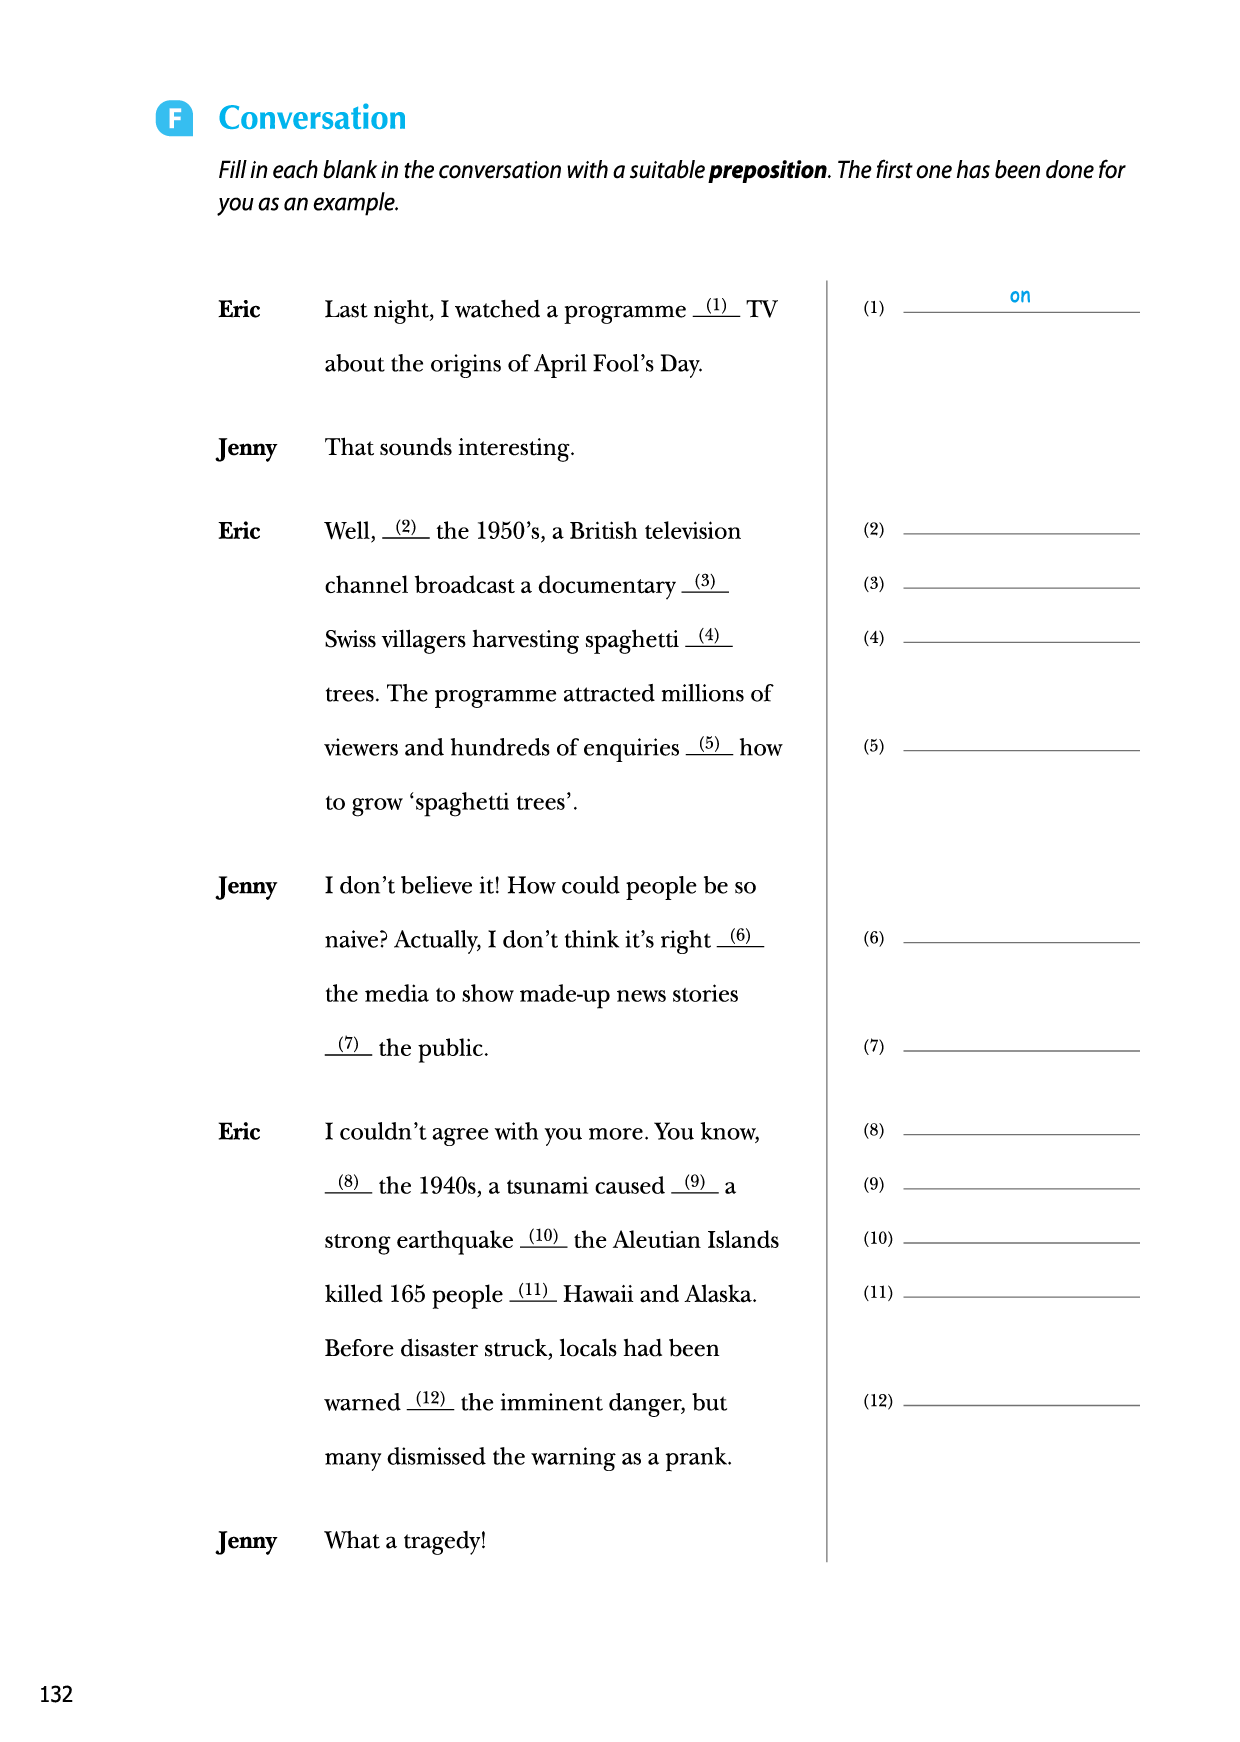 F Conversation
Fill in each blank in the conversation with a suitable preposition. The first one has been done for
you as an example.
Eric Last night, I watched a programme (1) TV (1) on
about the origins of April Fool’s Day.
Jenny That sounds interesting.
Eric Well, (2) the 1950’s, a British television (2)
channel broadcast a documentary (3) (3)
Swiss villagers harvesting spaghetti (4) (4)
trees. The programme attracted millions of
viewers and hundreds of enquiries (5) how (5)
to grow ‘spaghetti trees’.
Jenny I don’t believe it! How could people be so
naive? Actually, I don’t think it’s right (6) (6)
the media to show made-up news stories
(7) the public. (7)
Eric I couldn’t agree with you more. You know, (8)
(8) the 1940s, a tsunami caused (9) a (9)
strong earthquake (10) the Aleutian Islands (10)
killed 165 people (11) Hawaii and Alaska. (11)
Before disaster struck, locals had been
warned (12) the imminent danger, but (12)
many dismissed the warning as a prank.
Jenny What a tragedy!
132